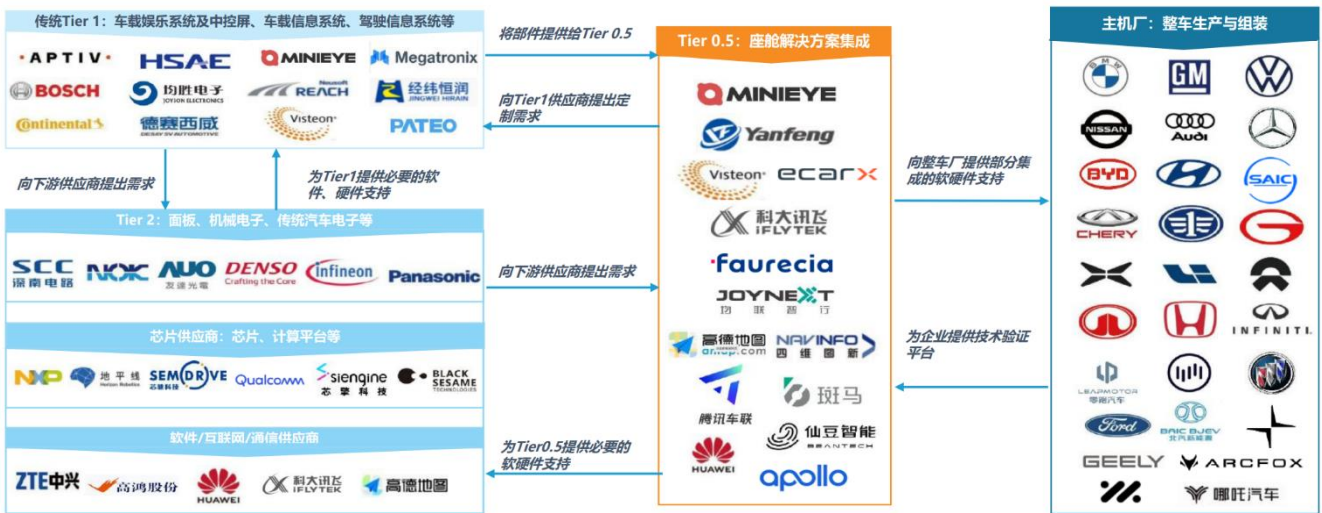 传统Tier 1：车载娱乐系统及中控屏、车载信息系统、驾驶信息系统等
·APTIV·
HSAE
MINIEYE
Megatronix
BOSCH
均胜电子
JOYSON ELECTRONICS
Neusoft
REACH
经纬恒润
JINGWEI HIRAIN
Continental
德赛西威
DESAY SV AUTOMOTIVE
Visteon
PATEO
向下游供应商提出需求
为Tier1提供必要的软
件、硬件支持
Tier 2：面板、机械电子、传统汽车电子等
SCC
深南电路
AUO
友達光電
DENSO
Crafting the Core
infineon
Panasonic
芯片供应商：芯片、计算平台等
NXP
地平线
Horizon Robotics
SEMIDRIVE
芯驰科技
Qualcomm
Siengine
芯擎科技
BLACK
SESAME
TECHNOLOGIES
软件/互联网/通信供应商
ZTE中兴
高鸿股份
HUAWEI
科大讯飞
iFLYTEK
高德地图
将部件提供给Tier 0.5
向Tier1供应商提出定
制需求
向下游供应商提出需求
为Tier0.5提供必要的
软硬件支持
Tier 0.5：座舱解决方案集成
MINIEYE
Yanfeng
Visteon
ecarx
科大讯飞
iFLYTEK
faurecia
JOYNEXT
均联智行
高德地图
amap.com
NAVINFO
四维图新
腾讯车联
斑马
HUAWEI
仙豆智能
BEANTECH
apollo
向整车厂提供部分集
成的软硬件支持
为企业提供技术验证
平台
主机厂：整车生产与组装
BMW
GM
NISSAN
Audi
BYD
SAIC
CHERY
INFINITI
LEAPMOTOR
零跑汽车
Ford
BAIC BJEV
北汽新能源
GEELY
ARCFOX
哪吒汽车